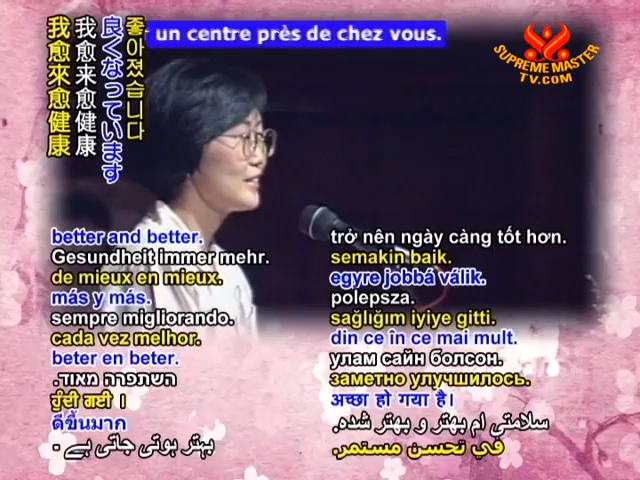 un centre près de chez vous.
SUPREME MASTER
TV.COM
좋아졌습니다
良くなっています
我愈来愈健康
我愈來愈健康
better and better.
Gesundheit immer mehr.
de mieux en mieux.
más y más.
sempre migliorando.
cada vez melhor.
beter en beter.
השתפרה מאוד.
ਹੁੰਦੀ ਗਈ।
ดีขึ้นมาก
بہتر ہوتی جاتی ہے۔
trở nên ngày càng tốt hơn.
semakin baik.
egyre jobbá válik.
polepsza.
sağlığım iyiye gitti.
din ce în ce mai mult.
улам сайн болсон.
заметно улучшилось.
अच्छा हो गया है।
سلامتی ام بهتر و بهتر شده.
في تحسن مستمر.